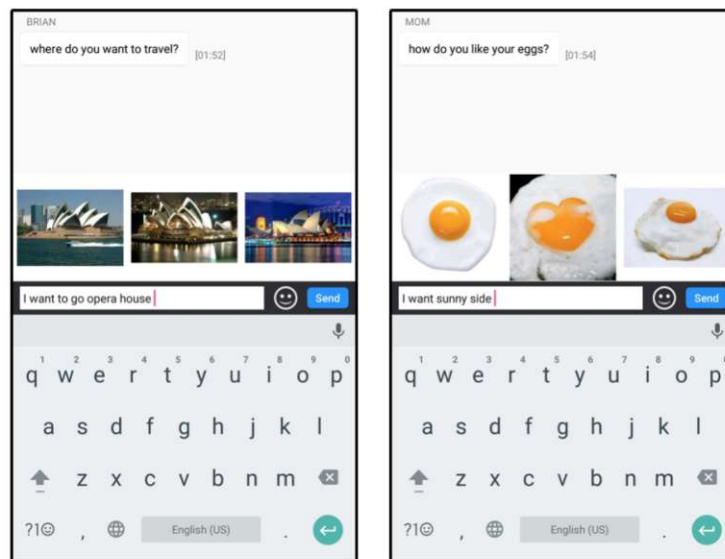 BRIAN
where do you want to travel?
[01:52]
I want to go opera house
Send
1 2 3 4 5 6 7 8 9 0
q w e r t y u i o p
a s d f g h j k l
z x c v b n m
?1☺ , English (US) .
MOM
how do you like your eggs?
[01:54]
I want sunny side
Send
1 2 3 4 5 6 7 8 9 0
q w e r t y u i o p
a s d f g h j k l
z x c v b n m
?1☺ , English (US) .